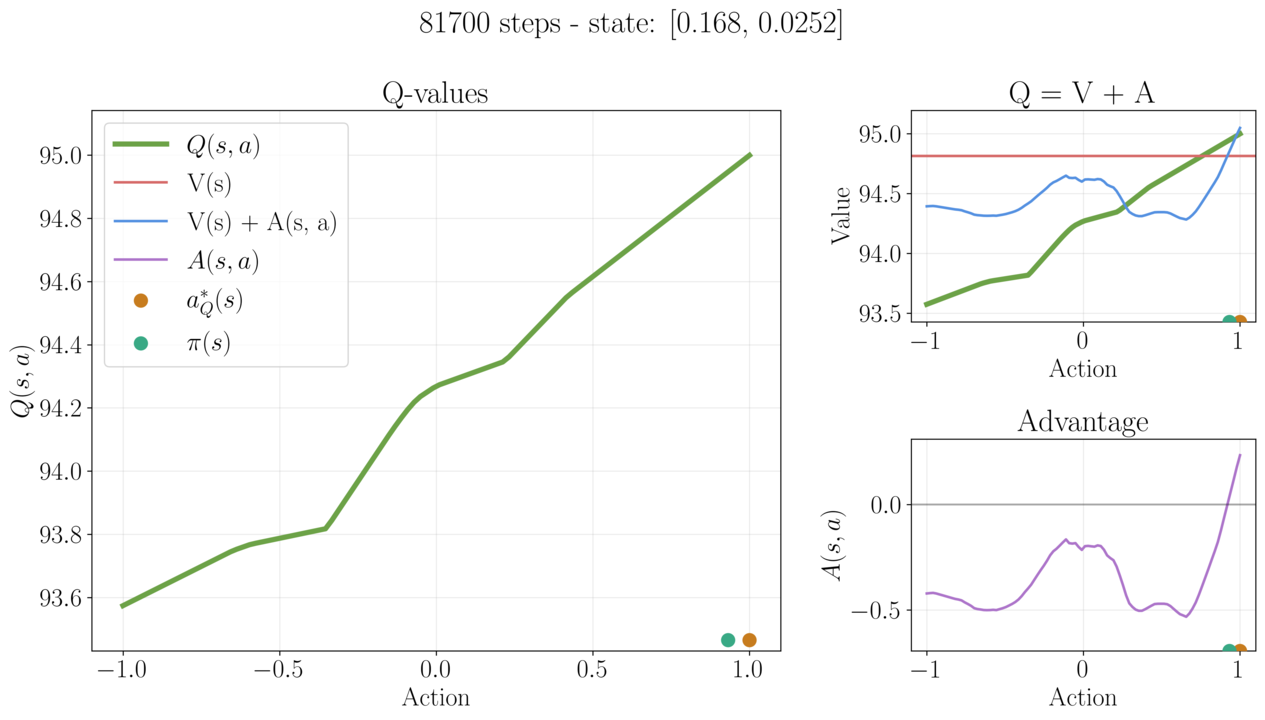 81700 steps - state: [0.168, 0.0252]
Q-values
Q(s, a)
V(s)
V(s) + A(s, a)
A(s, a)
a*_Q(s)
π(s)
95.0
94.8
94.6
94.4
94.2
94.0
93.8
93.6
Q(s, a)
−1.0
−0.5
0.0
0.5
1.0
Action
Q = V + A
95.0
94.5
94.0
93.5
Value
−1
0
1
Action
Advantage
0.0
−0.5
A(s, a)
−1
0
1
Action